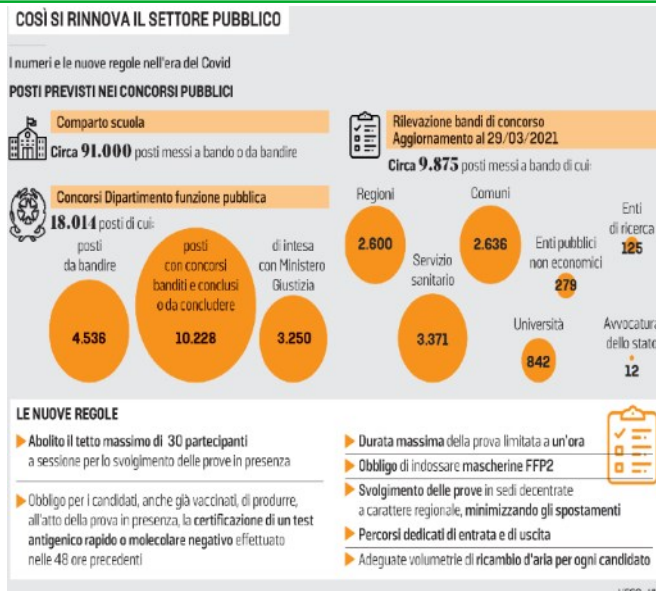 COSÌ SI RINNOVA IL SETTORE PUBBLICO
I numeri e le nuove regole nell'era del Covid
POSTI PREVISTI NEI CONCORSI PUBBLICI
Comparto scuola
Circa 91.000 posti messi a bando o da bandire
Concorsi Dipartimento funzione pubblica
18.014 posti di cui:
posti
da bandire
4.536
posti
con concorsi
banditi e conclusi
o da concludere
10.228
di intesa
con Ministero
Giustizia
3.250
Rilevazione bandi di concorso
Aggiornamento al 29/03/2021
Circa 9.875 posti messi a bando di cui:
Regioni
2.600
Servizio
sanitario
3.371
Comuni
2.636
Enti pubblici
non economici
279
Enti
di ricerca
125
Università
842
Avvocatura
dello stato
12
LE NUOVE REGOLE
Abolito il tetto massimo di 30 partecipanti
a sessione per lo svolgimento delle prove in presenza
Obbligo per i candidati, anche già vaccinati, di produrre,
all'atto della prova in presenza, la certificazione di un test
antigenico rapido o molecolare negativo effettuato
nelle 48 ore precedenti
Durata massima della prova limitata a un'ora
Obbligo di indossare mascherine FFP2
Svolgimento delle prove in sedi decentrate
a carattere regionale, minimizzando gli spostamenti
Percorsi dedicati di entrata e di uscita
Adeguate volumetrie di ricambio d'aria per ogni candidato